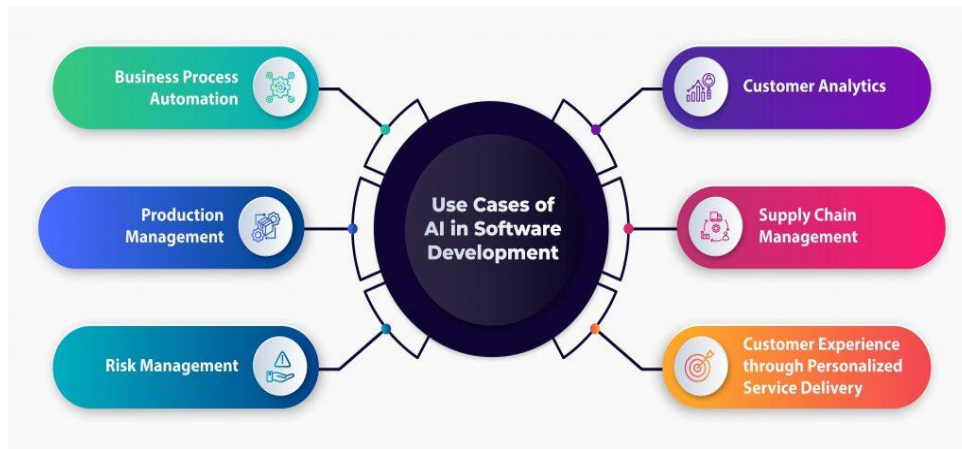 Business Process
Automation
Production
Management
Risk Management
Use Cases of
AI in Software
Development
Customer Analytics
Supply Chain
Management
Customer Experience
through Personalized
Service Delivery